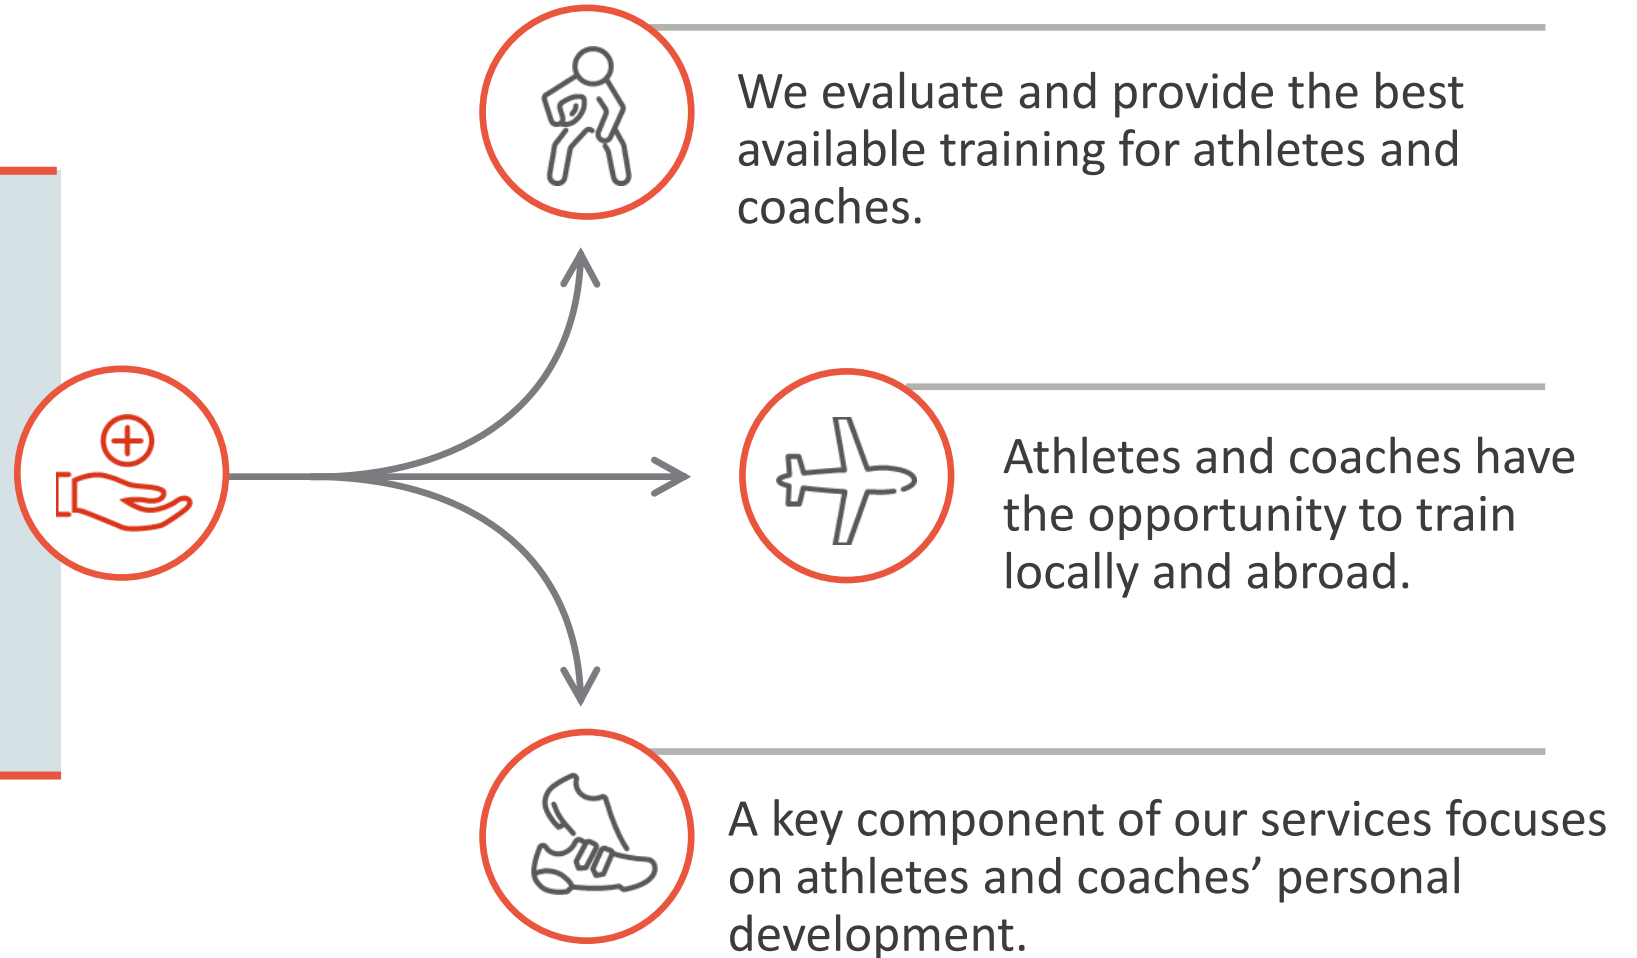 We evaluate and provide the best
available training for athletes and
coaches.
Athletes and coaches have
the opportunity to train
locally and abroad.
A key component of our services focuses
on athletes and coaches’ personal
development.